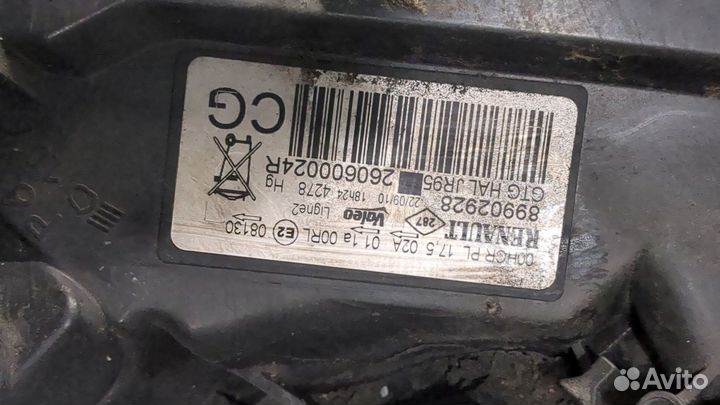 00HCR PL 17.5 02A 01.1a 00RL E2 08130
RENAULT 287 Valeo Ligne2
89902928 22/09/10 18h24 4278 Hg
GTG HAL JR95 260600024R
CG
Avito